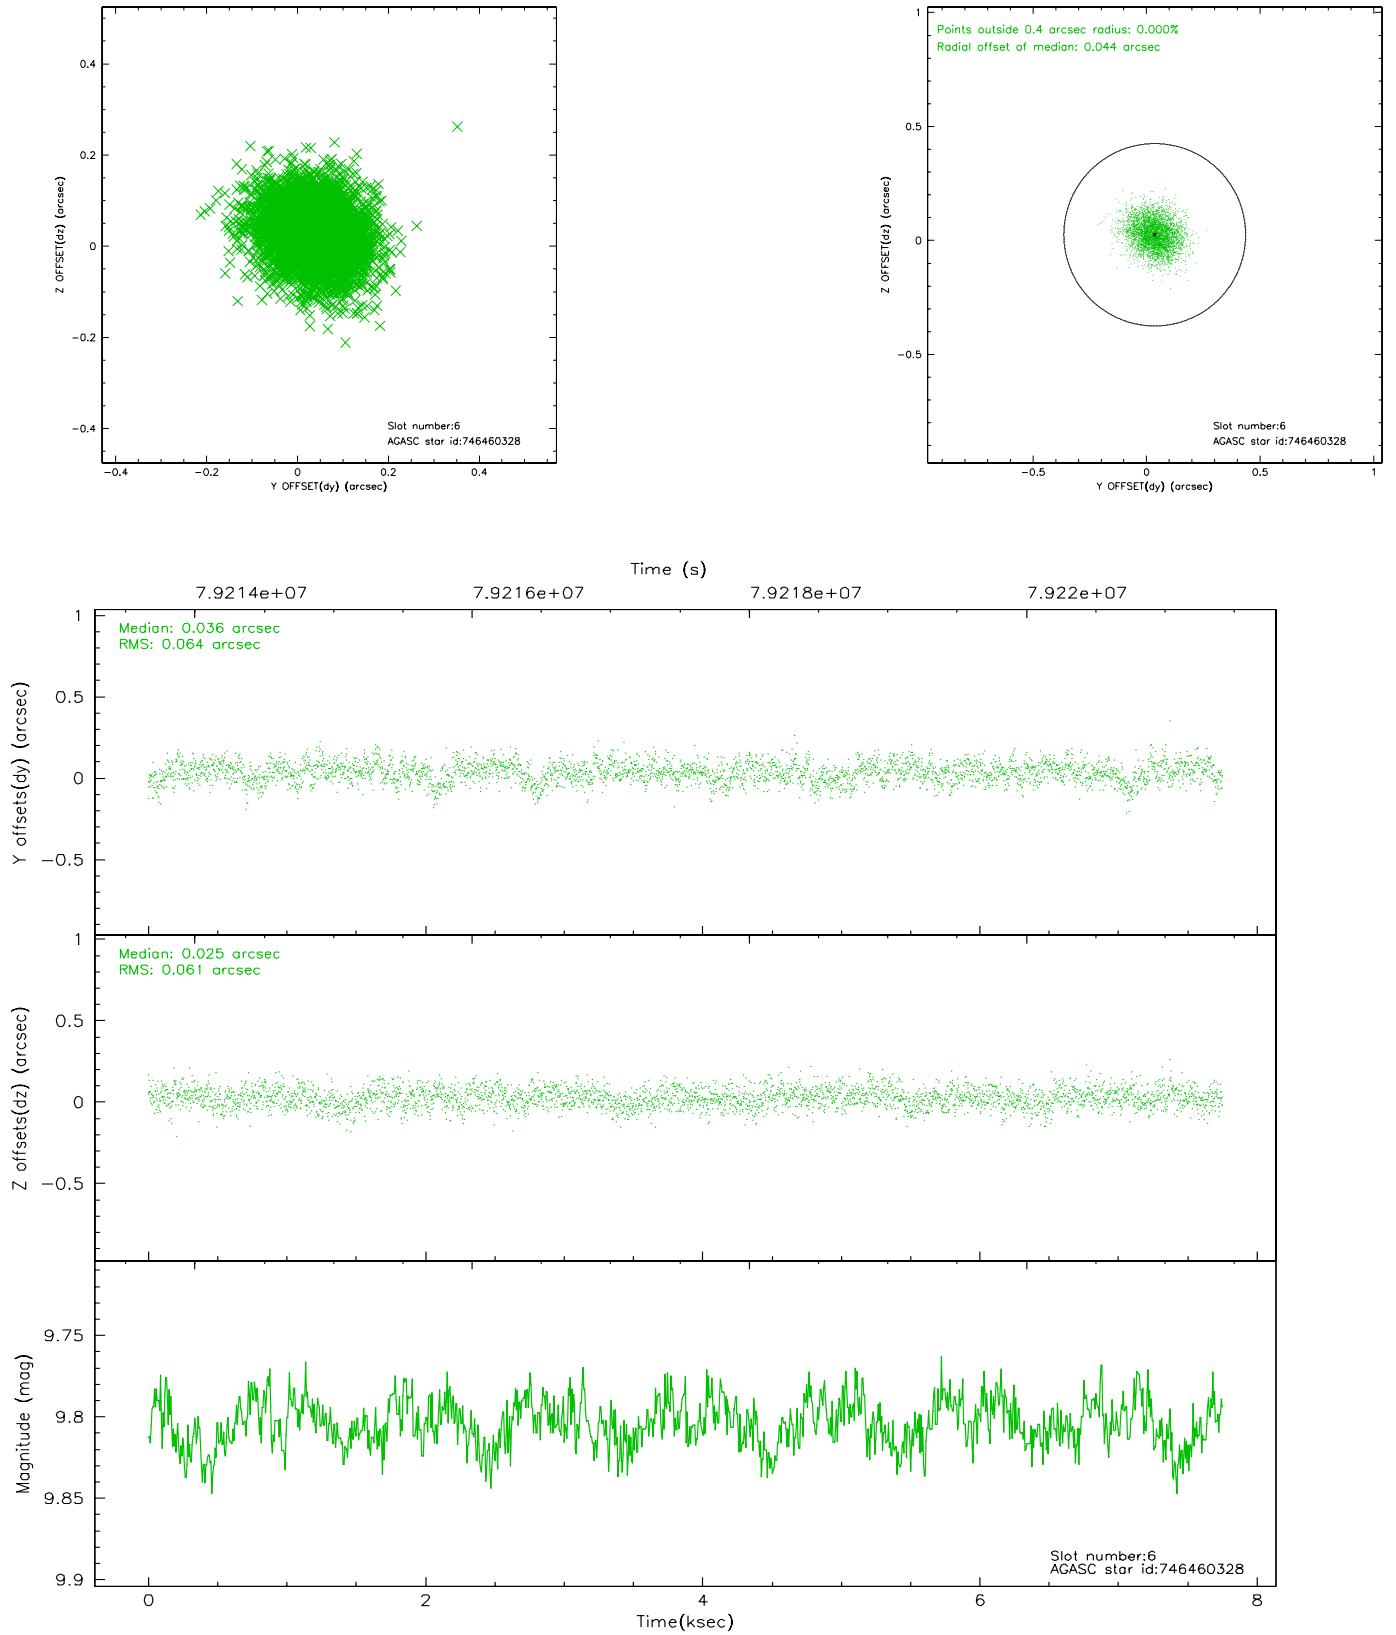 0.4
0.2
0
−0.2
−0.4
Z OFFSET(dz) (arcsec)
Slot number:6
AGASC star id:746460328
−0.4 −0.2 0 0.2 0.4
Y OFFSET(dy) (arcsec)
Points outside 0.4 arcsec radius: 0.000%
Radial offset of median: 0.044 arcsec
1
0.5
0
−0.5
Z OFFSET(dz) (arcsec)
Slot number:6
AGASC star id:746460328
−0.5 0 0.5 1
Y OFFSET(dy) (arcsec)
Time (s)
7.9214e+07 7.9216e+07 7.9218e+07 7.922e+07
Median: 0.036 arcsec
RMS: 0.064 arcsec
1
0.5
0
−0.5
Y offsets(dy) (arcsec)
Median: 0.025 arcsec
RMS: 0.061 arcsec
1
0.5
0
−0.5
Z offsets(dz) (arcsec)
9.75
9.8
9.85
9.9
Magnitude (mag)
Slot number:6
AGASC star id:746460328
0 2 4 6 8
Time(ksec)